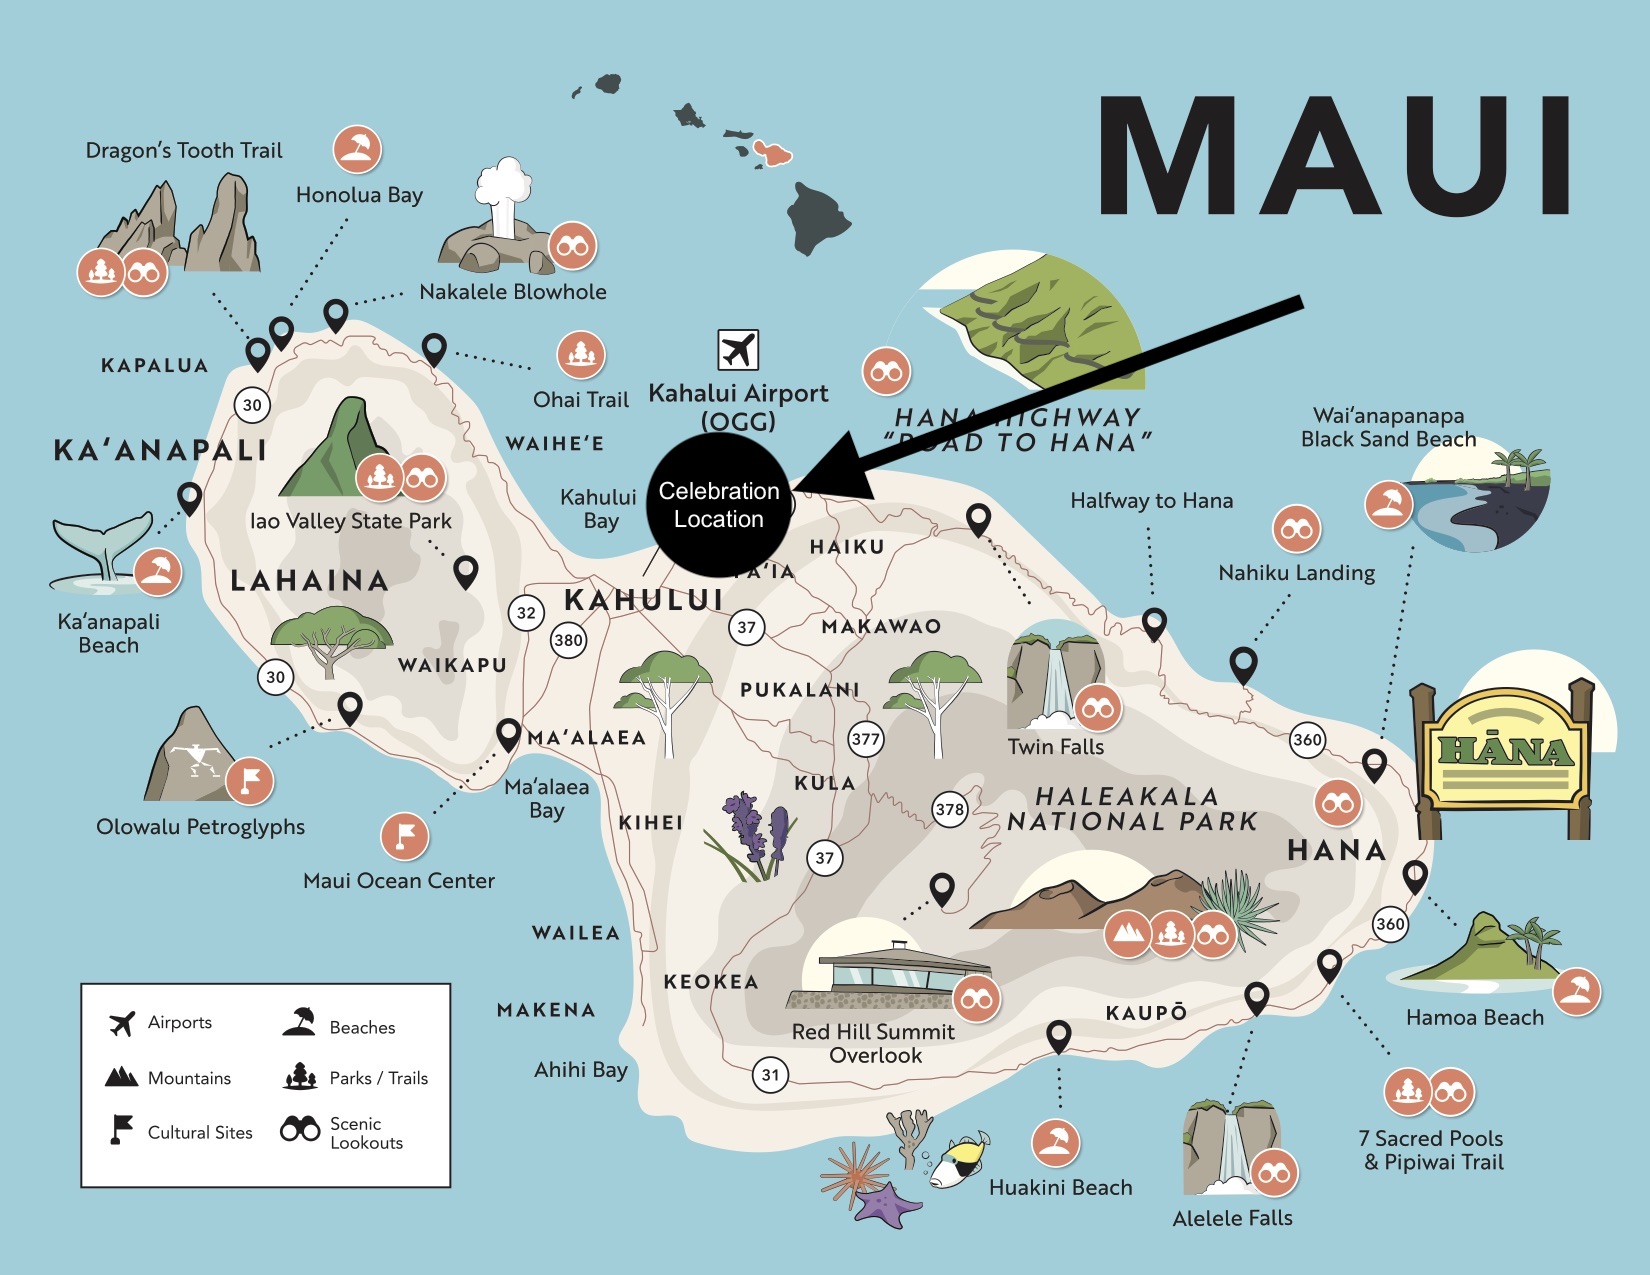 MAUI
Dragon's Tooth Trail
Honolua Bay
Nakalele Blowhole
KAPALUA
30
Ohai Trail
Kahalui Airport
(OGG)
HANA HIGHWAY
"ROAD TO HANA"
Wai'anapanapa
Black Sand Beach
KA'ANAPALI
WAIHE'E
Kahului
Bay
Celebration
Location
Halfway to Hana
Iao Valley State Park
HAIKU
PA'IA
Nahiku Landing
LAHAINA
KAHULUI
32
380
37
MAKAWAO
Ka'anapali
Beach
WAIKAPU
30
PUKALANI
377
Twin Falls
360
HĀNA
MA'ALAEA
Ma'alaea
Bay
KULA
378
HALEAKALA
NATIONAL PARK
KIHEI
Olowalu Petroglyphs
37
HANA
Maui Ocean Center
360
WAILEA
KEOKEA
MAKENA
KAUPŌ
Red Hill Summit
Overlook
Hamoa Beach
Ahihi Bay
31
7 Sacred Pools
& Pipiwai Trail
Huakini Beach
Alelele Falls
Airports
Beaches
Mountains
Parks / Trails
Cultural Sites
Scenic
Lookouts